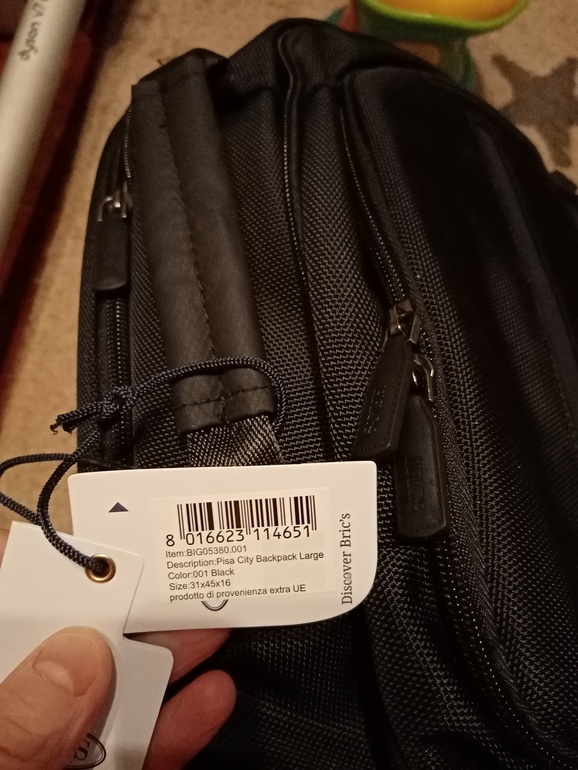 dyson V7
8 016623 114651
Item:BIG05380.001
Description:Pisa City Backpack Large
Color:001 Black
Size:31x45x16
prodotto di provenienza extra UE
Discover Bric's